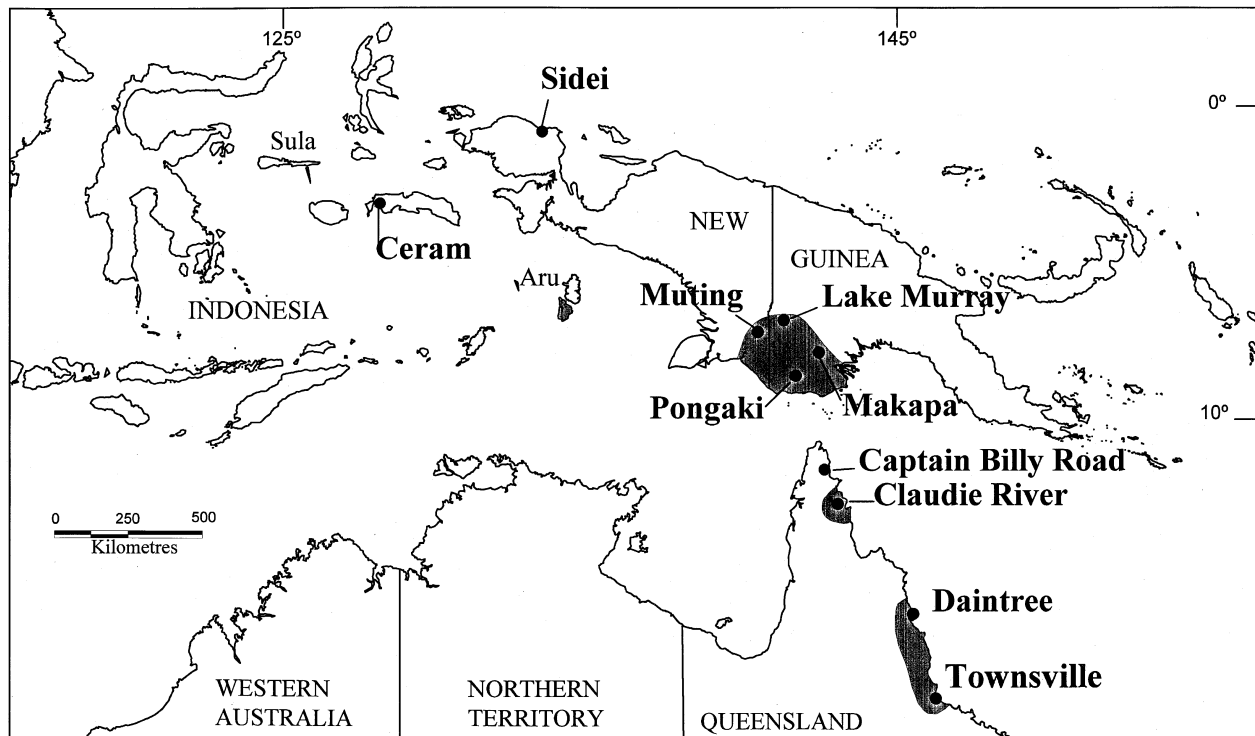 125º
145º
0º
Sidei
Sula
NEW
Ceram
GUINEA
Aru
INDONESIA
Muting
Lake Murray
Pongaki
Makapa
10º
Captain Billy Road
Claudie River
0 250 500
Kilometres
Daintree
Townsville
WESTERN
AUSTRALIA
NORTHERN
TERRITORY
QUEENSLAND